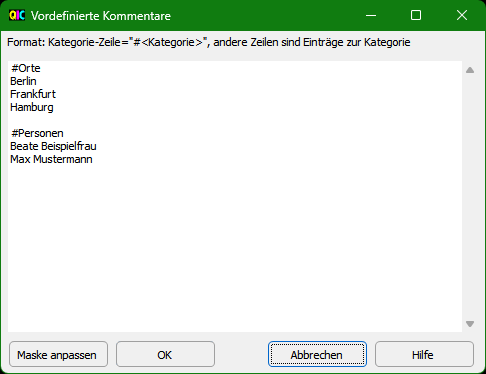 QIC Vordefinierte Kommentare
Format: Kategorie-Zeile="#<Kategorie>", andere Zeilen sind Einträge zur Kategorie
#Orte
Berlin
Frankfurt
Hamburg
#Personen
Beate Beispielfrau
Max Mustermann
Maske anpassen OK Abbrechen Hilfe